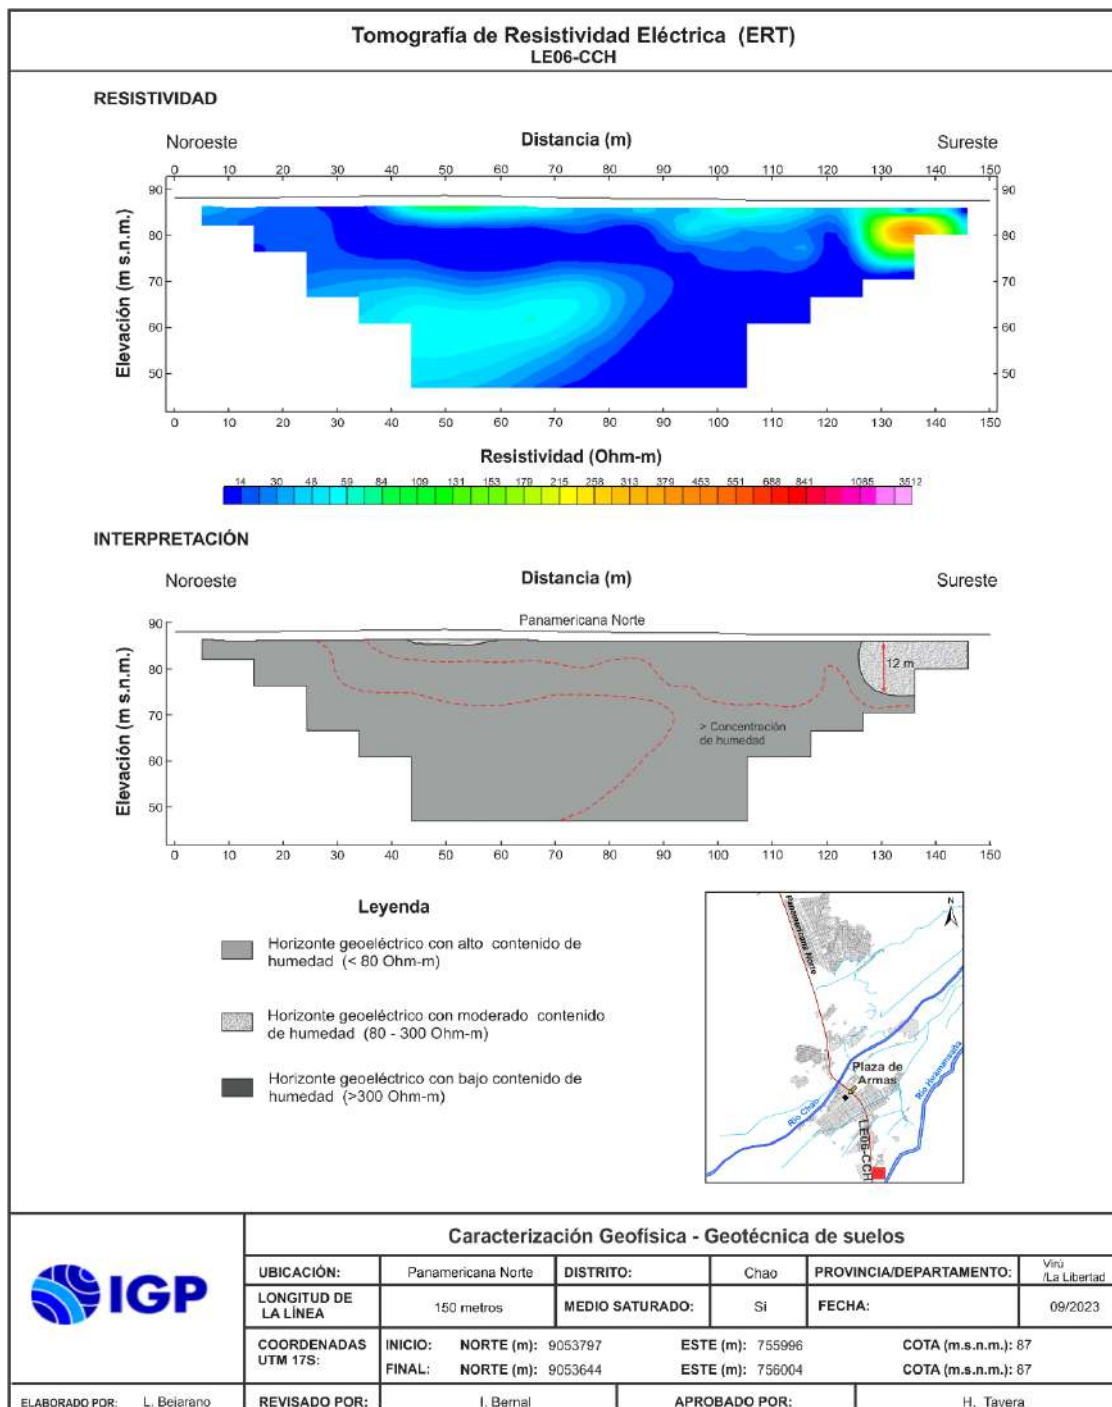 Tomografía de Resistividad Eléctrica (ERT)
LE06-CCH
RESISTIVIDAD
Noroeste Distancia (m) Sureste
0 10 20 30 40 50 60 70 80 90 100 110 120 130 140 150
Elevación (m s.n.m.)
90 90
80 80
70 70
60 60
50 50
0 10 20 30 40 50 60 70 80 90 100 110 120 130 140 150
Resistividad (Ohm-m)
14 30 48 59 84 109 131 153 179 215 258 313 379 453 551 688 841 1085 3512
INTERPRETACIÓN
Noroeste Distancia (m) Sureste
Panamericana Norte
Elevación (m s.n.m.)
90
80
70
60
50
12 m
> Concentración
de humedad
0 10 20 30 40 50 60 70 80 90 100 110 120 130 140 150
Leyenda
Horizonte geoeléctrico con alto contenido de
humedad (< 80 Ohm-m)
Horizonte geoeléctrico con moderado contenido
de humedad (80 - 300 Ohm-m)
Horizonte geoeléctrico con bajo contenido de
humedad (>300 Ohm-m)
N
Panamericana Norte
Plaza de
Armas
Río Chao
Río Huamanzaña
LE06-CCH
IGP
Caracterización Geofísica - Geotécnica de suelos
UBICACIÓN: Panamericana Norte DISTRITO: Chao PROVINCIA/DEPARTAMENTO: Virú
/La Libertad
LONGITUD DE
LA LÍNEA 150 metros MEDIO SATURADO: Si FECHA: 09/2023
COORDENADAS
UTM 17S:
INICIO: NORTE (m): 9053797 ESTE (m): 755996 COTA (m.s.n.m.): 87
FINAL: NORTE (m): 9053644 ESTE (m): 756004 COTA (m.s.n.m.): 87
ELABORADO POR: L. Bejarano REVISADO POR: I. Bernal APROBADO POR: H. Tavera